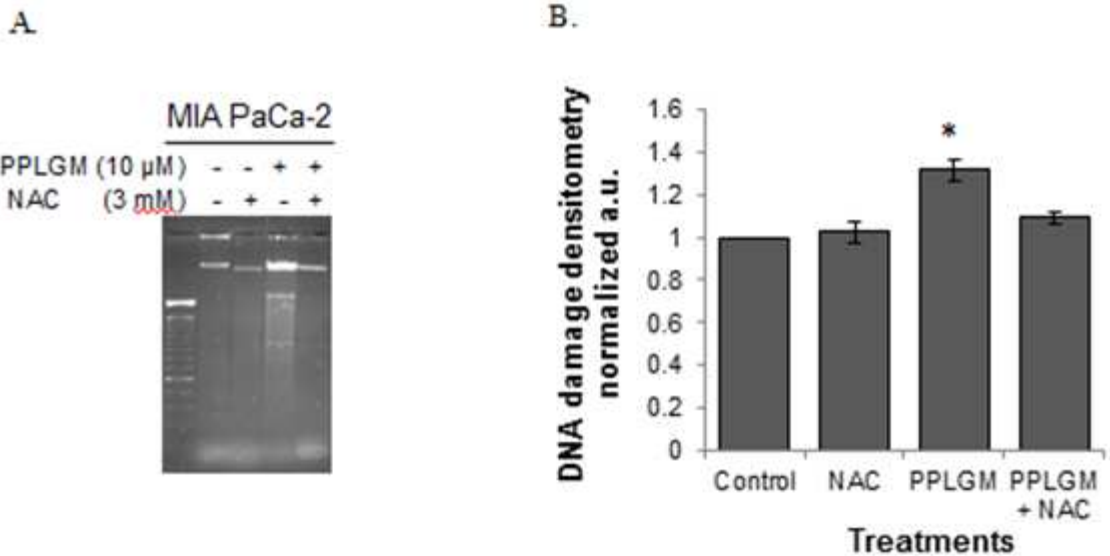 A.
MIA PaCa-2
PPLGM (10 µM) - - + +
NAC (3 mM) - + - +
B.
DNA damage densitometry
normalized a.u.
1.6
1.4
1.2
1
0.8
0.6
0.4
0.2
0
*
Control NAC PPLGM PPLGM
+ NAC
Treatments